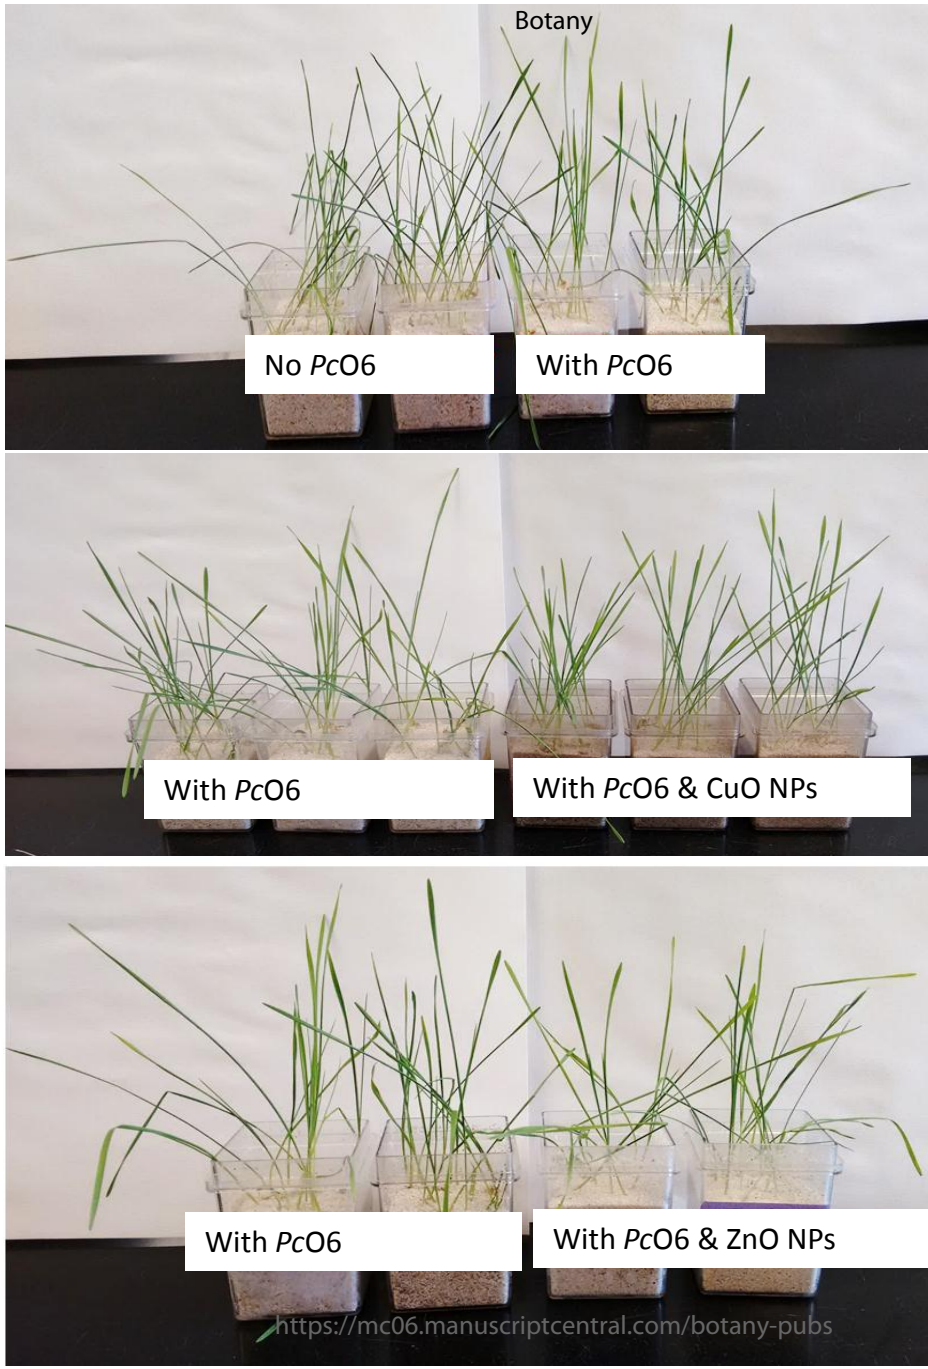 Botany
No PcO6
With PcO6
With PcO6
With PcO6 & CuO NPs
With PcO6
With PcO6 & ZnO NPs
https://mc06.manuscriptcentral.com/botany-pubs